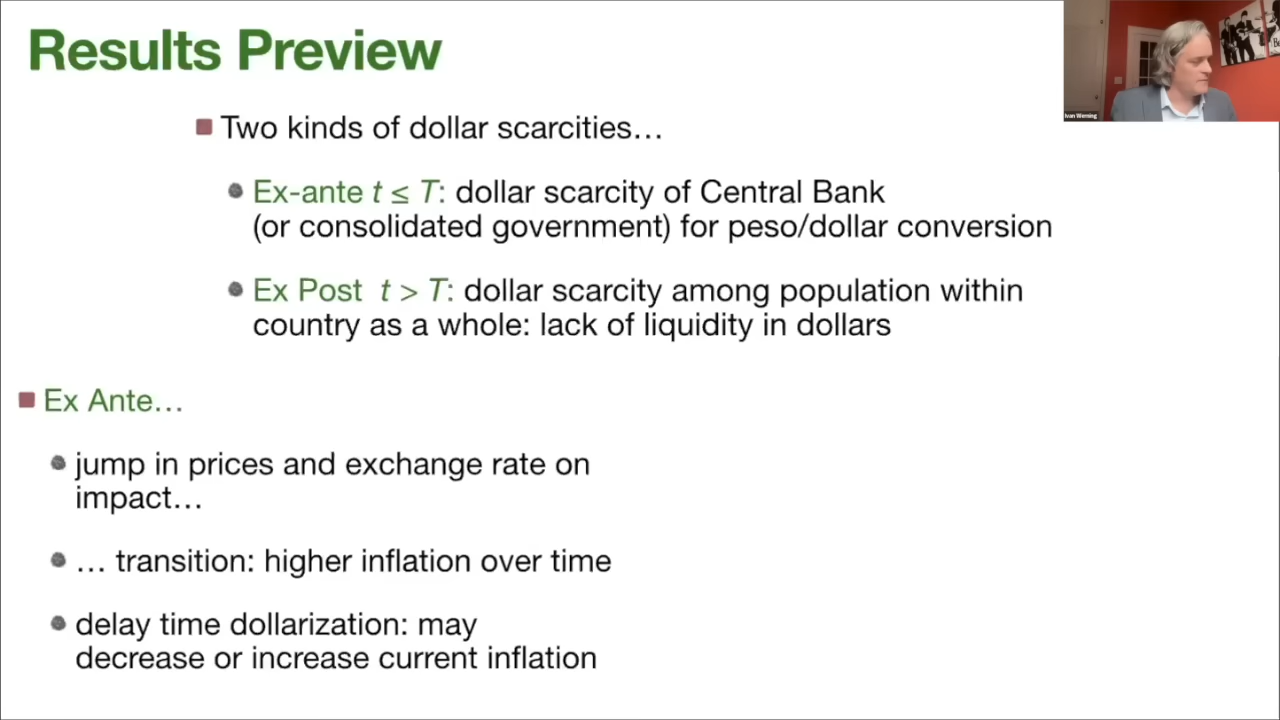 Results Preview
Two kinds of dollar scarcities…
Ex-ante t ≤ T: dollar scarcity of Central Bank
(or consolidated government) for peso/dollar conversion
Ex Post t > T: dollar scarcity among population within
country as a whole: lack of liquidity in dollars
Ex Ante…
jump in prices and exchange rate on
impact…
… transition: higher inflation over time
delay time dollarization: may
decrease or increase current inflation
Ivan Werning